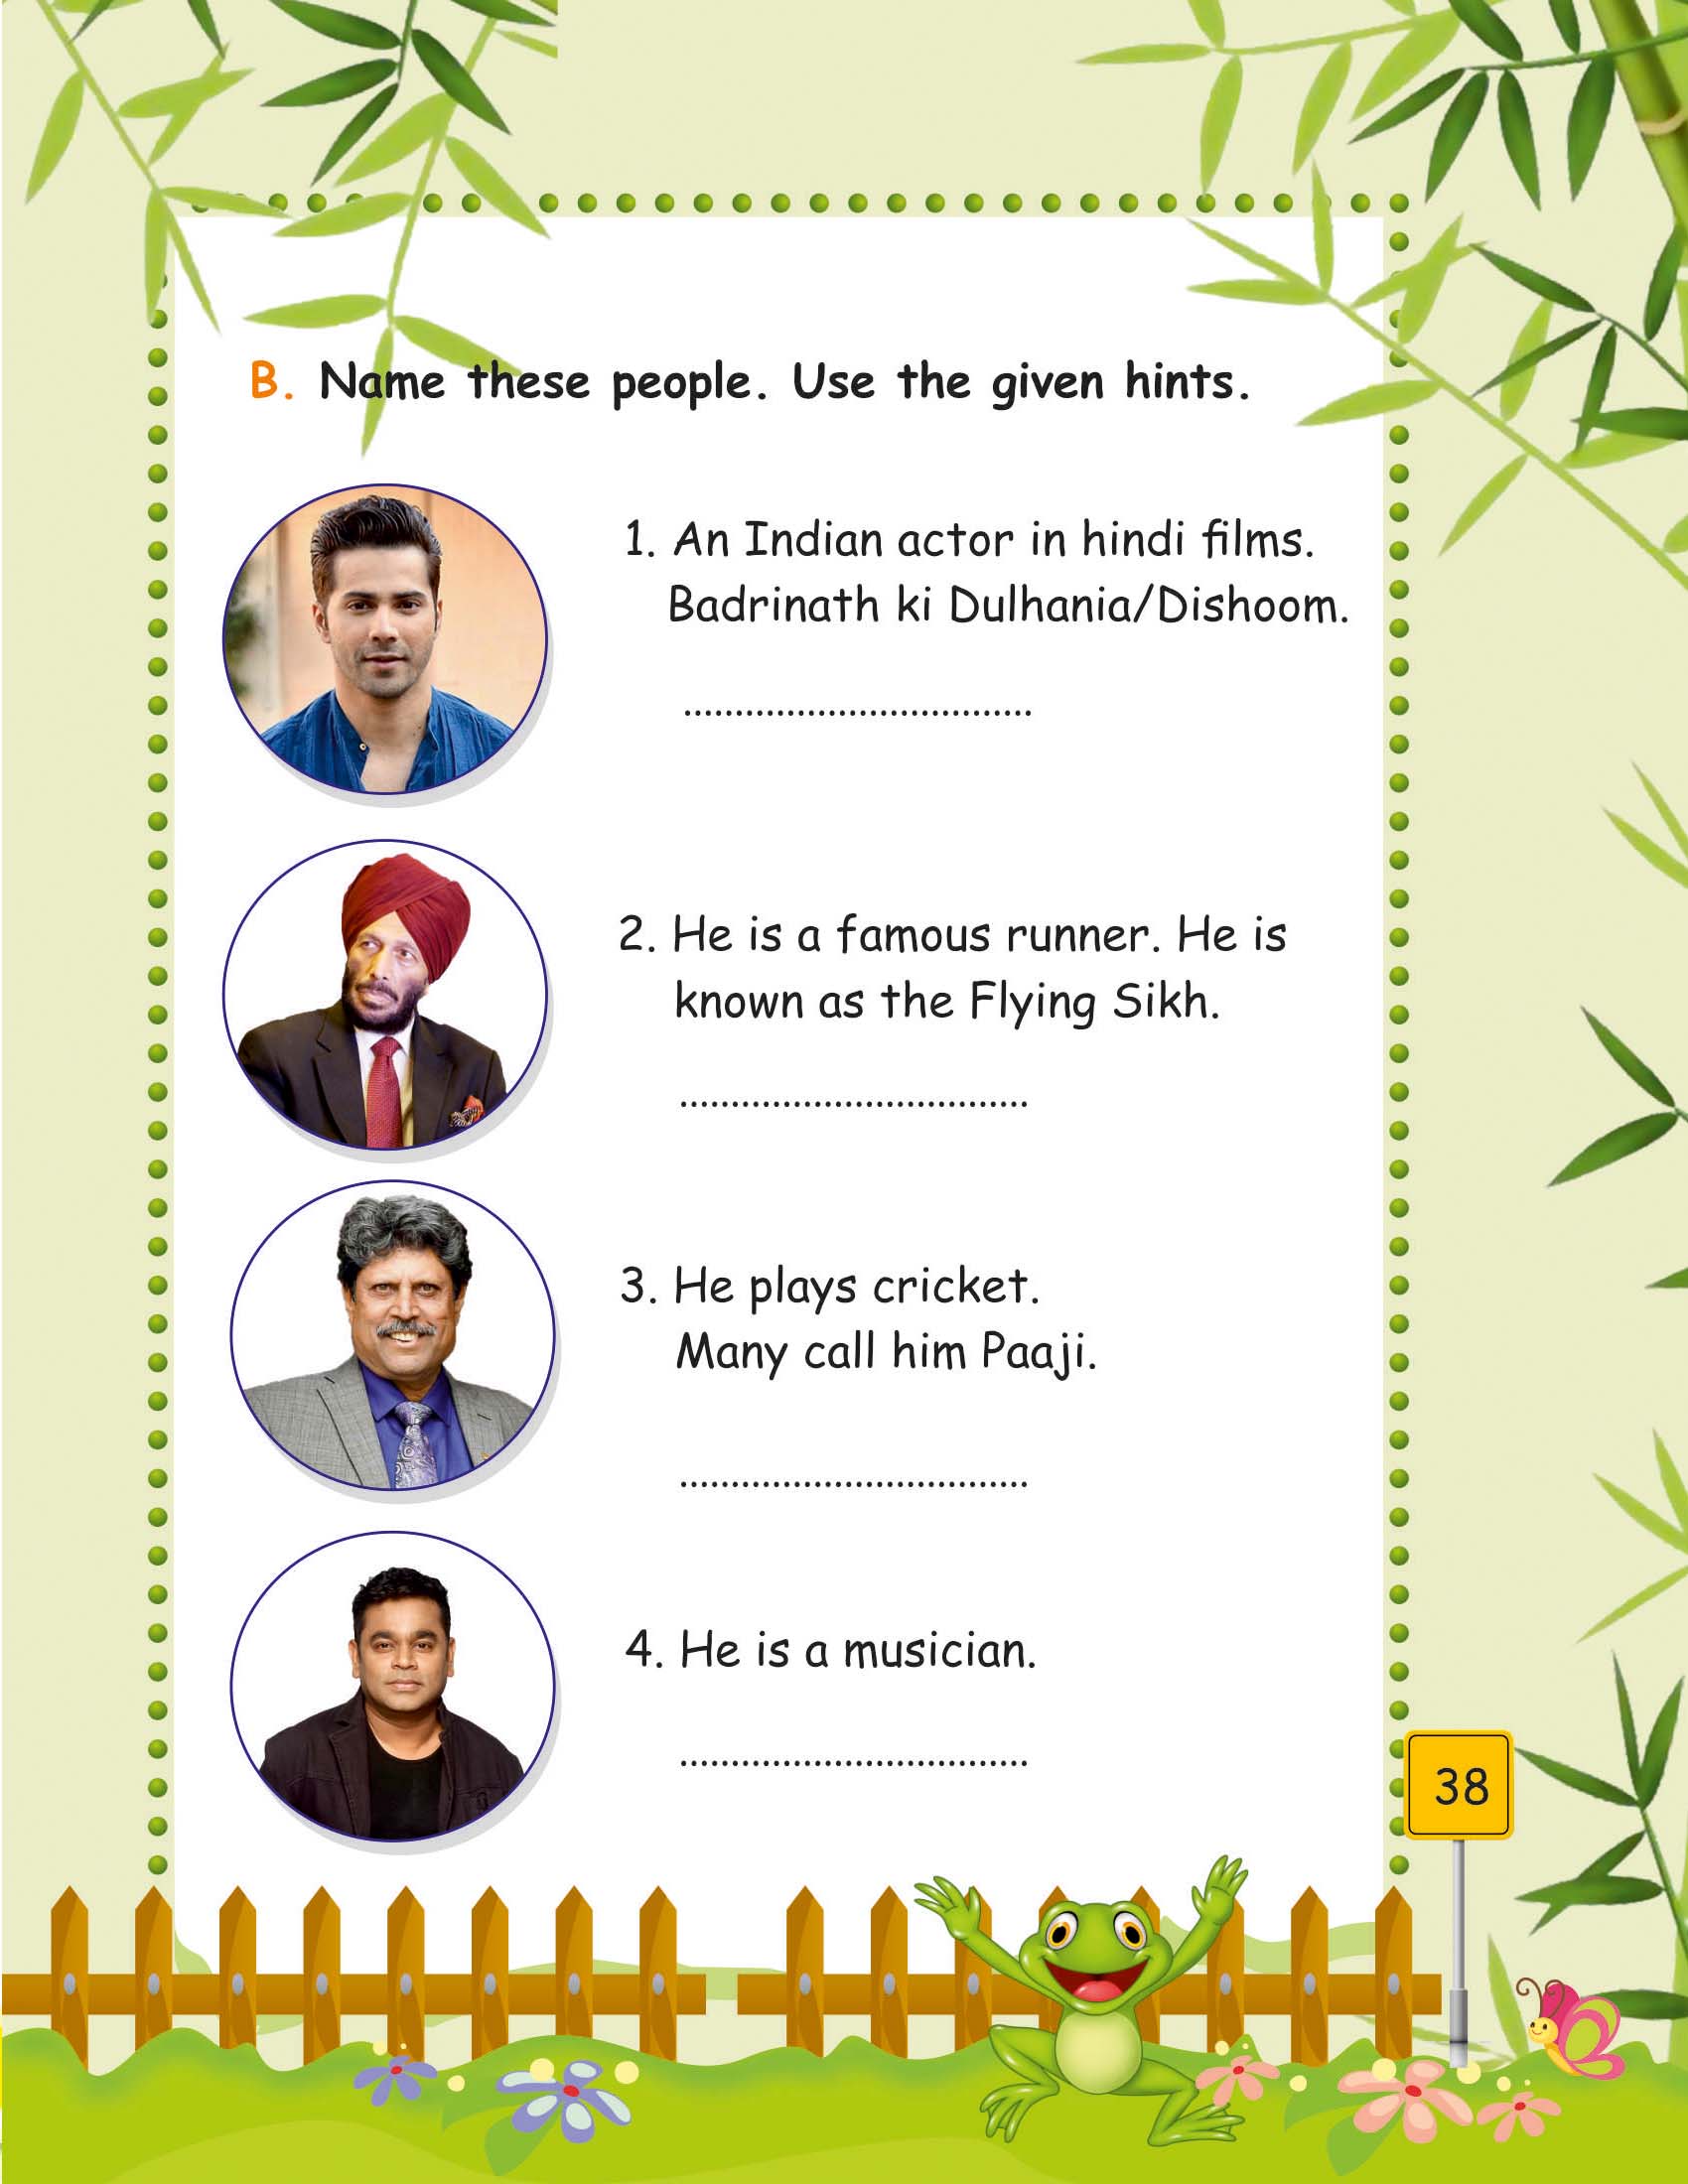 B. Name these people. Use the given hints.
1. An Indian actor in hindi films.
Badrinath ki Dulhania/Dishoom.
..................................
2. He is a famous runner. He is
known as the Flying Sikh.
..................................
3. He plays cricket.
Many call him Paaji.
..................................
4. He is a musician.
..................................
38